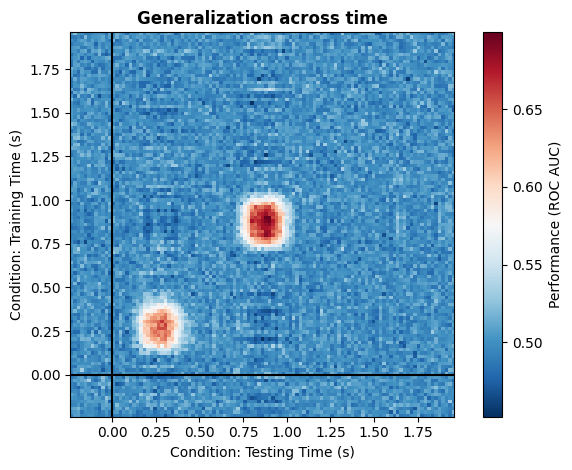 Generalization across time
Condition: Training Time (s)
1.75
1.50
1.25
1.00
0.75
0.50
0.25
0.00
0.00 0.25 0.50 0.75 1.00 1.25 1.50 1.75
Condition: Testing Time (s)
0.65
0.60
0.55
0.50
Performance (ROC AUC)